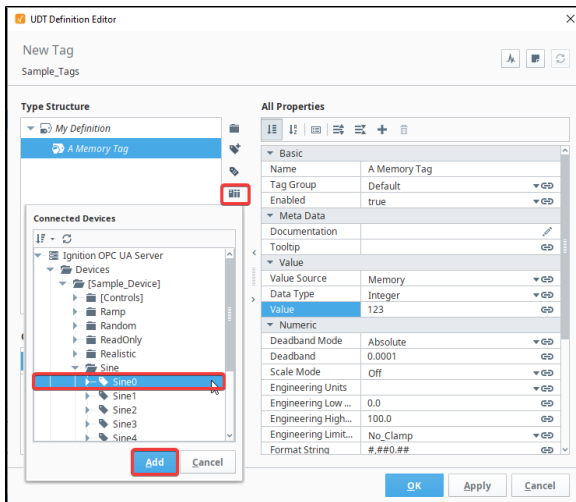 UDT Definition Editor
New Tag
Sample_Tags
Type Structure
My Definition
A Memory Tag
Connected Devices
Ignition OPC UA Server
Devices
[Sample_Device]
[Controls]
Ramp
Random
ReadOnly
Realistic
Sine
Sine0
Sine1
Sine2
Sine3
Sine4
Add Cancel
All Properties
Basic
Name A Memory Tag
Tag Group Default
Enabled true
Meta Data
Documentation
Tooltip
Value
Value Source Memory
Data Type Integer
Value 123
Numeric
Deadband Mode Absolute
Deadband 0.0001
Scale Mode Off
Engineering Units
Engineering Low ... 0.0
Engineering High... 100.0
Engineering Limit... No_Clamp
Format String #,##0.##
OK Apply Cancel